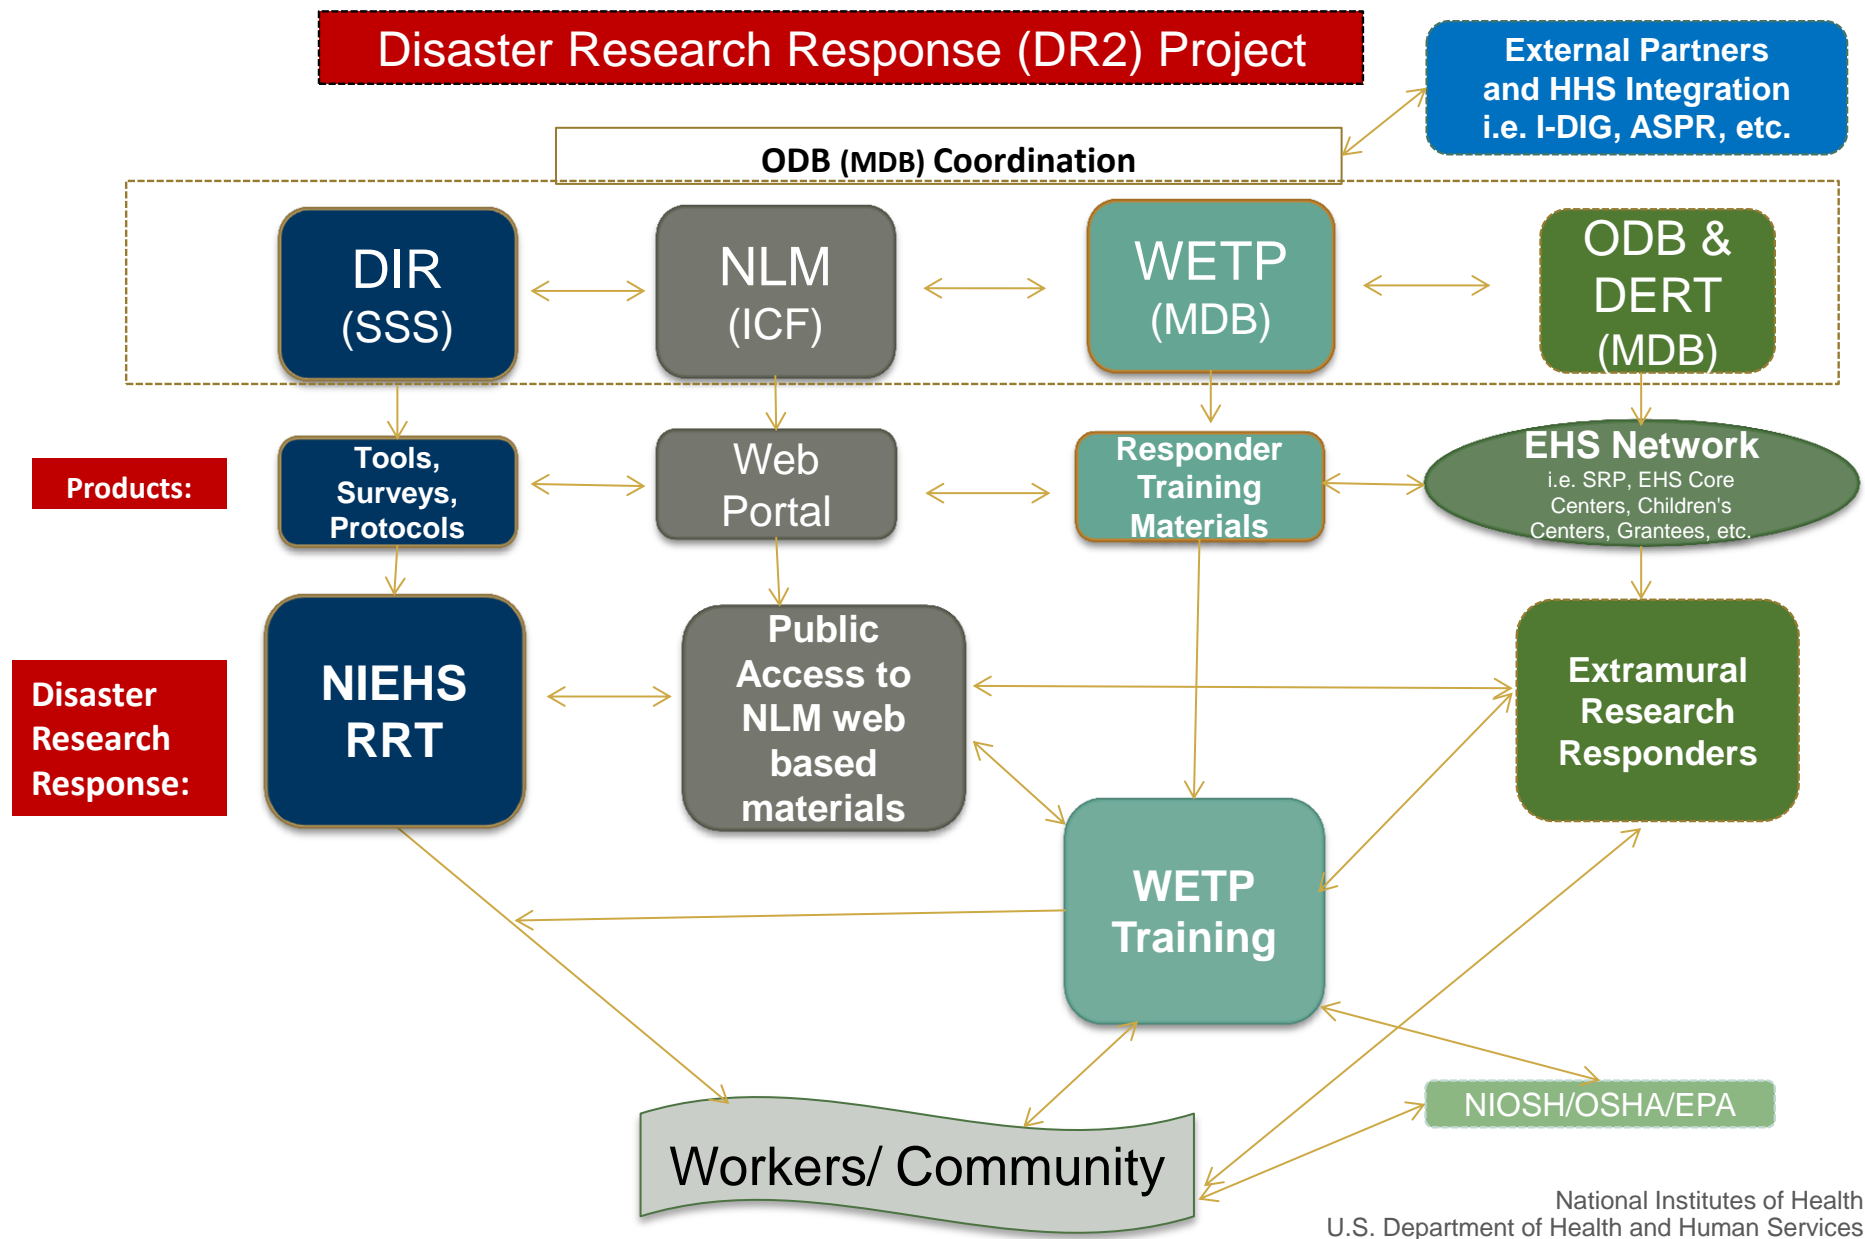 Disaster Research Response (DR2) Project
External Partners
and HHS Integration
i.e. I-DIG, ASPR, etc.
ODB (MDB) Coordination
DIR
(SSS)
NLM
(ICF)
WETP
(MDB)
ODB &
DERT
(MDB)
Products:
Tools,
Surveys,
Protocols
Web
Portal
Responder
Training
Materials
EHS Network
i.e. SRP, EHS Core
Centers, Children's
Centers, Grantees, etc.
Disaster
Research
Response:
NIEHS
RRT
Public
Access to
NLM web
based
materials
Extramural
Research
Responders
WETP
Training
NIOSH/OSHA/EPA
Workers/ Community
National Institutes of Health
U.S. Department of Health and Human Services